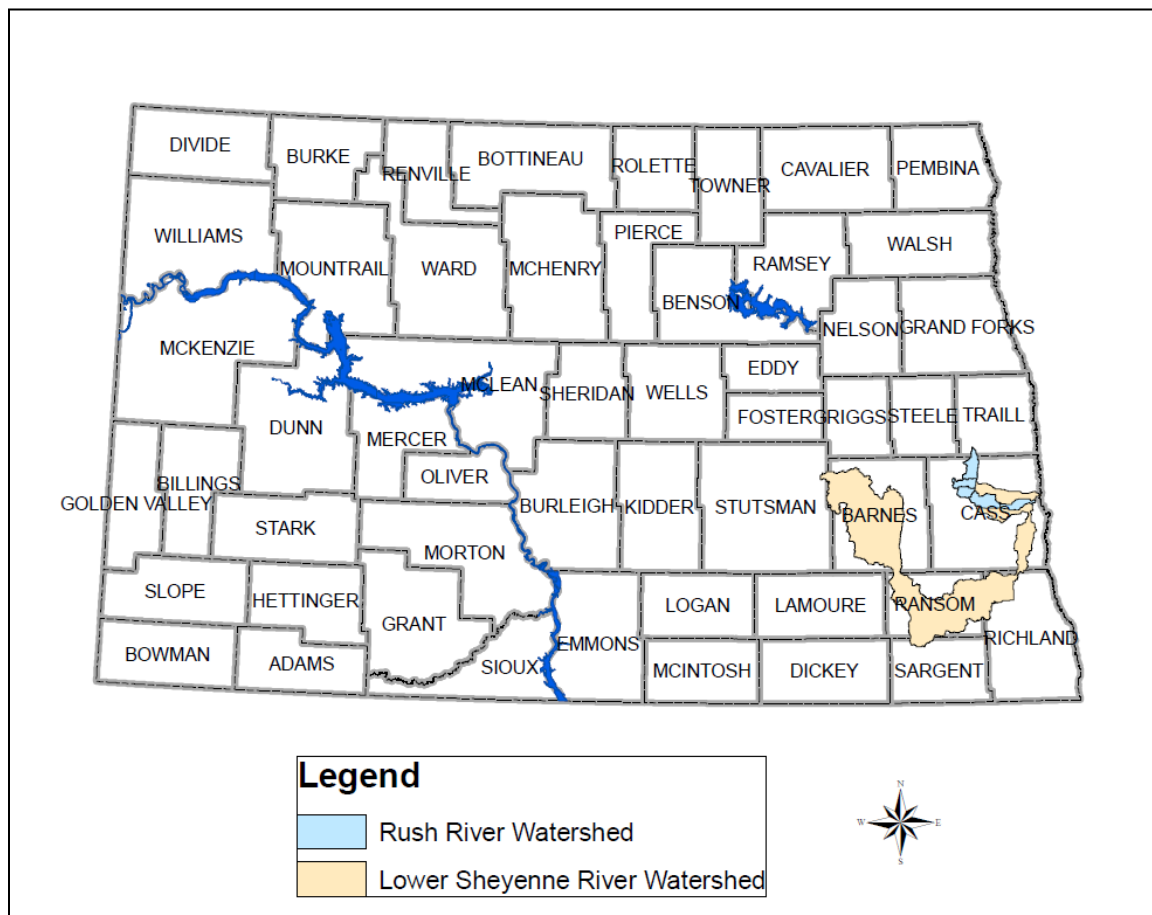 DIVIDE
BURKE
RENVILLE
BOTTINEAU
ROLETTE
TOWNER
CAVALIER
PEMBINA
WILLIAMS
MOUNTRAIL
WARD
MCHENRY
PIERCE
BENSON
RAMSEY
WALSH
NELSON
GRAND FORKS
MCKENZIE
DUNN
MCLEAN
SHERIDAN
WELLS
EDDY
FOSTER
GRIGGS
STEELE
TRAILL
MERCER
OLIVER
GOLDEN VALLEY
BILLINGS
STARK
BURLEIGH
KIDDER
STUTSMAN
BARNES
CASS
MORTON
SLOPE
HETTINGER
GRANT
LOGAN
LAMOURE
RANSOM
BOWMAN
ADAMS
SIOUX
EMMONS
MCINTOSH
DICKEY
SARGENT
RICHLAND
Legend
Rush River Watershed
Lower Sheyenne River Watershed
N
W
E
S